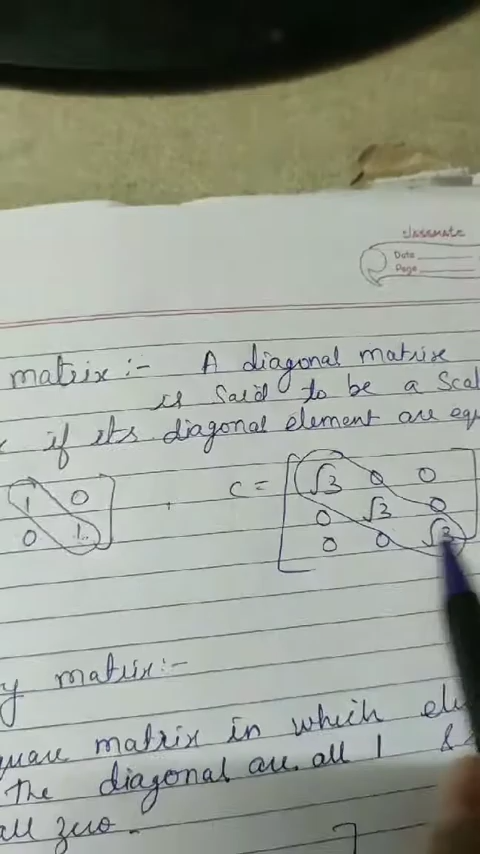 classmate
Date
Page
matrix :- A diagonal matrix
is said to be a Scal
if its diagonal element are equ
1 0
0 1
C = √3 0 0
0 √3 0
0 0 √3
y matrix :-
quare matrix in which ele
The diagonal are all 1 &
all zero.